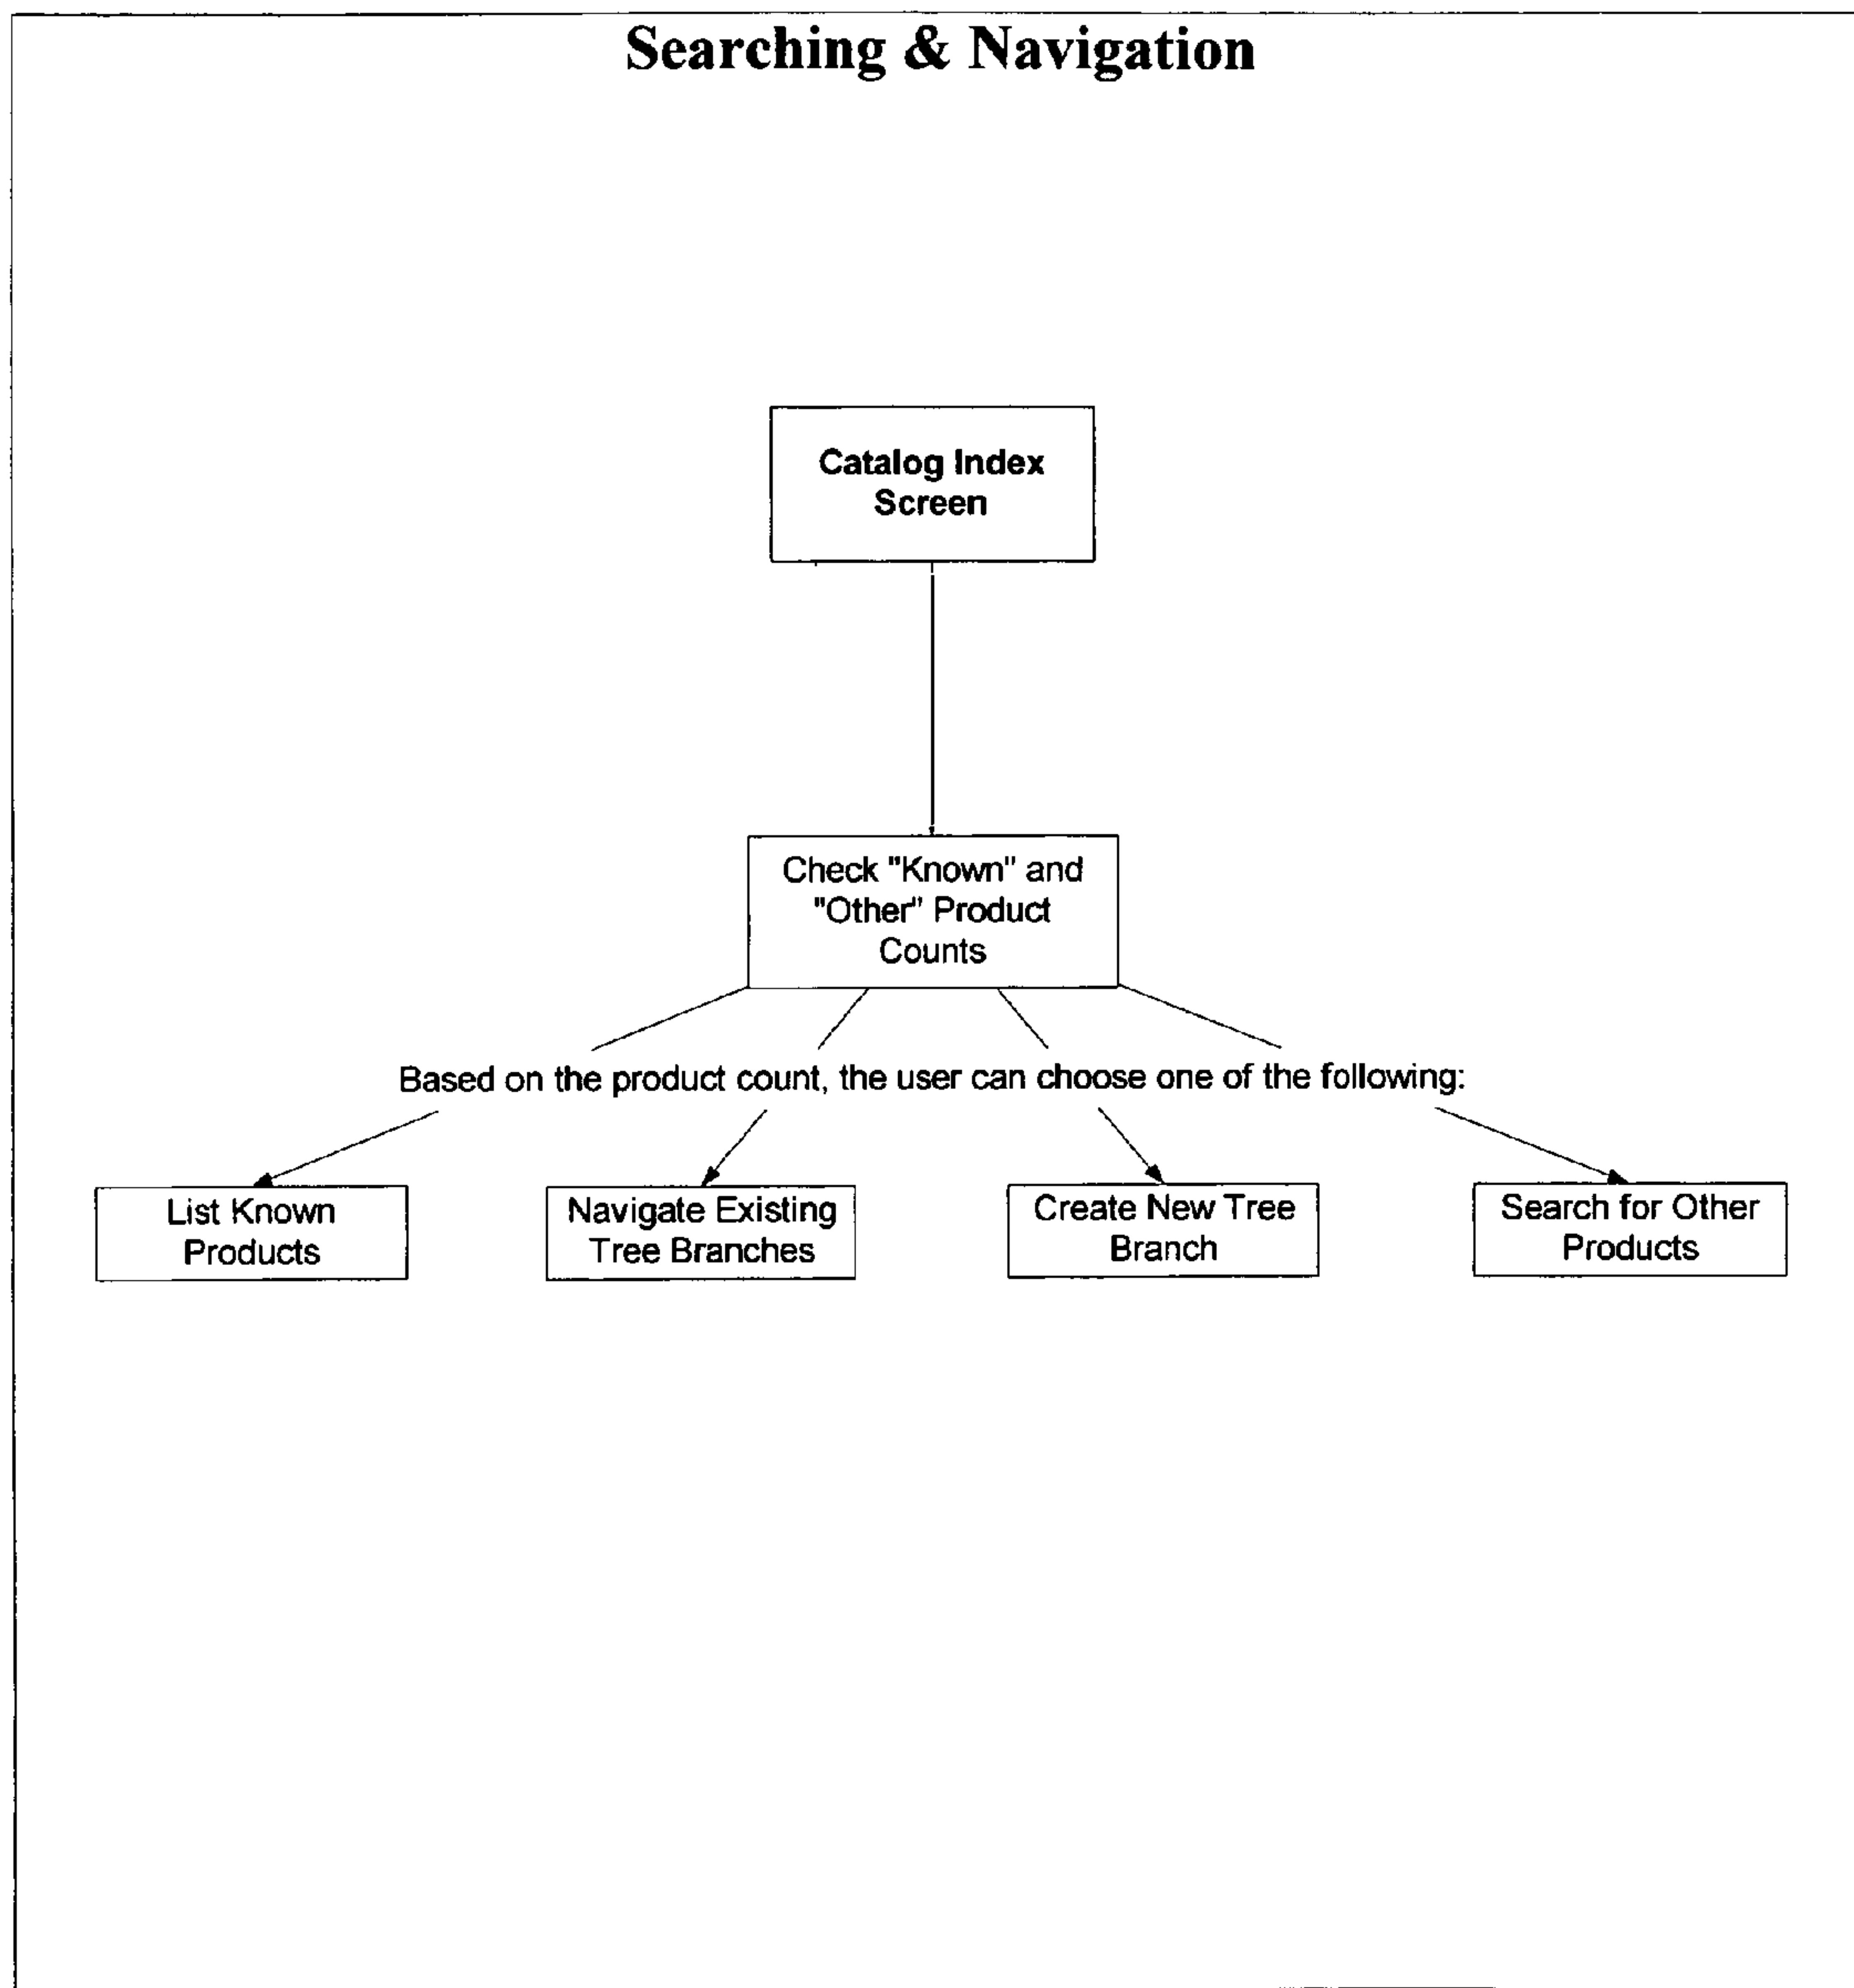 Searching & Navigation
Catalog Index
Screen
Check "Known" and
"Other" Product
Counts
Based on the product count, the user can choose one of the following:
List Known
Products
Navigate Existing
Tree Branches
Create New Tree
Branch
Search for Other
Products